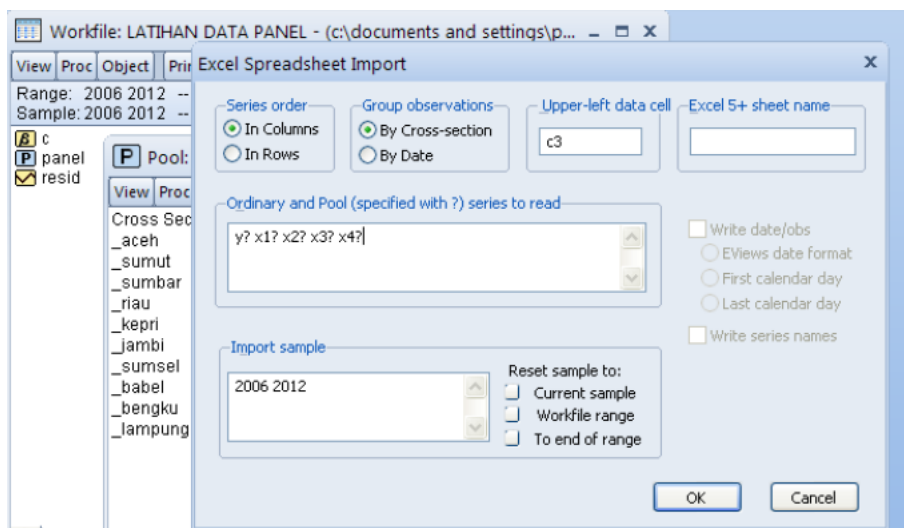 Workfile: LATIHAN DATA PANEL - (c:\documents and settings\p...
View Proc Object
Range: 2006 2012 --
Sample: 2006 2012 --
c
panel
resid
Pool:
View Proc
_aceh
_sumut
_sumbar
_riau
_kepri
_jambi
_sumsel
_babel
_bengku
_lampung
Excel Spreadsheet Import
Series order
In Columns
In Rows
Group observations
By Cross-section
By Date
Upper-left data cell
c3
Excel 5+ sheet name
Ordinary and Pool (specified with ?) series to read
y? x1? x2? x3? x4?
Write date/obs
EViews date format
First calendar day
Last calendar day
Write series names
Import sample
2006 2012
Reset sample to:
Current sample
Workfile range
To end of range
OK
Cancel